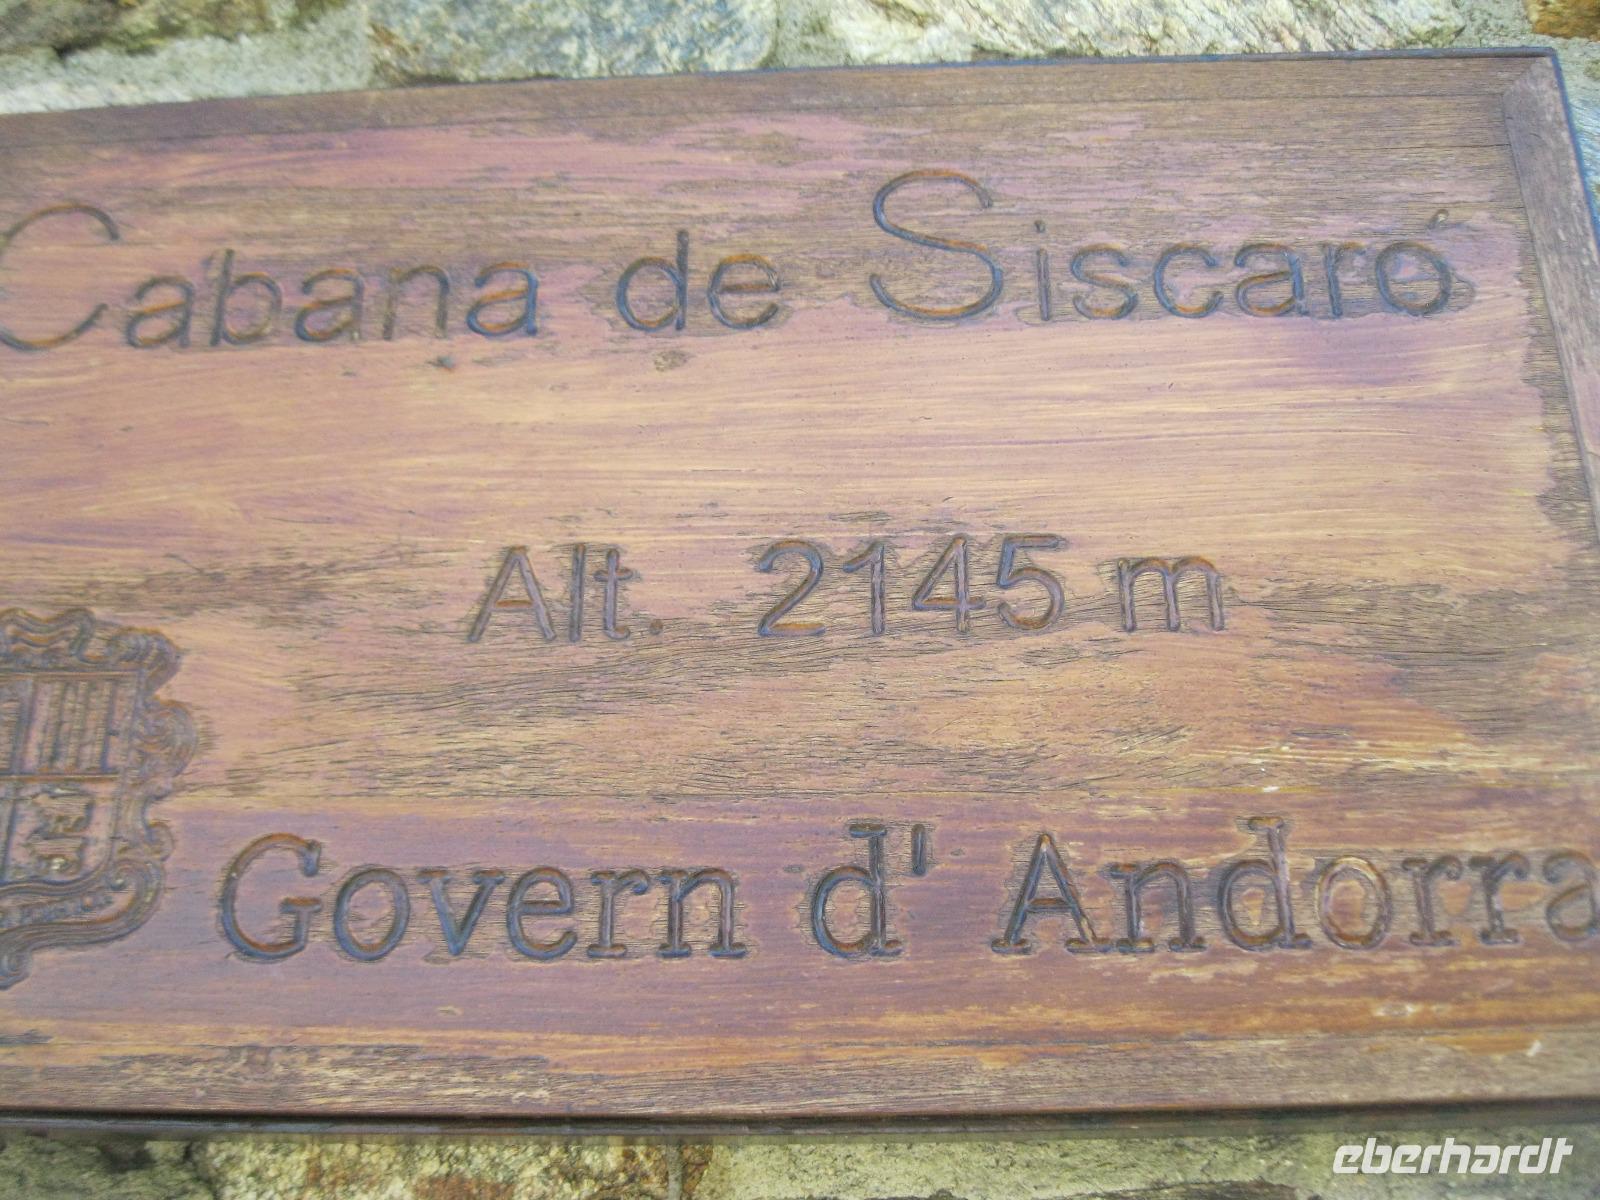 Cabana de Siscaró
Alt. 2145 m
Govern d'Andorra
eberhardt